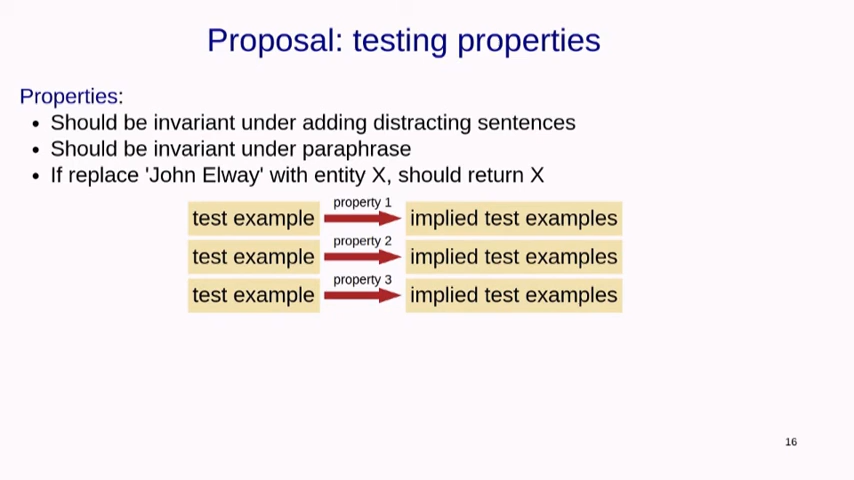 Proposal: testing properties
Properties:
• Should be invariant under adding distracting sentences
• Should be invariant under paraphrase
• If replace 'John Elway' with entity X, should return X
test example property 1 implied test examples
test example property 2 implied test examples
test example property 3 implied test examples
16